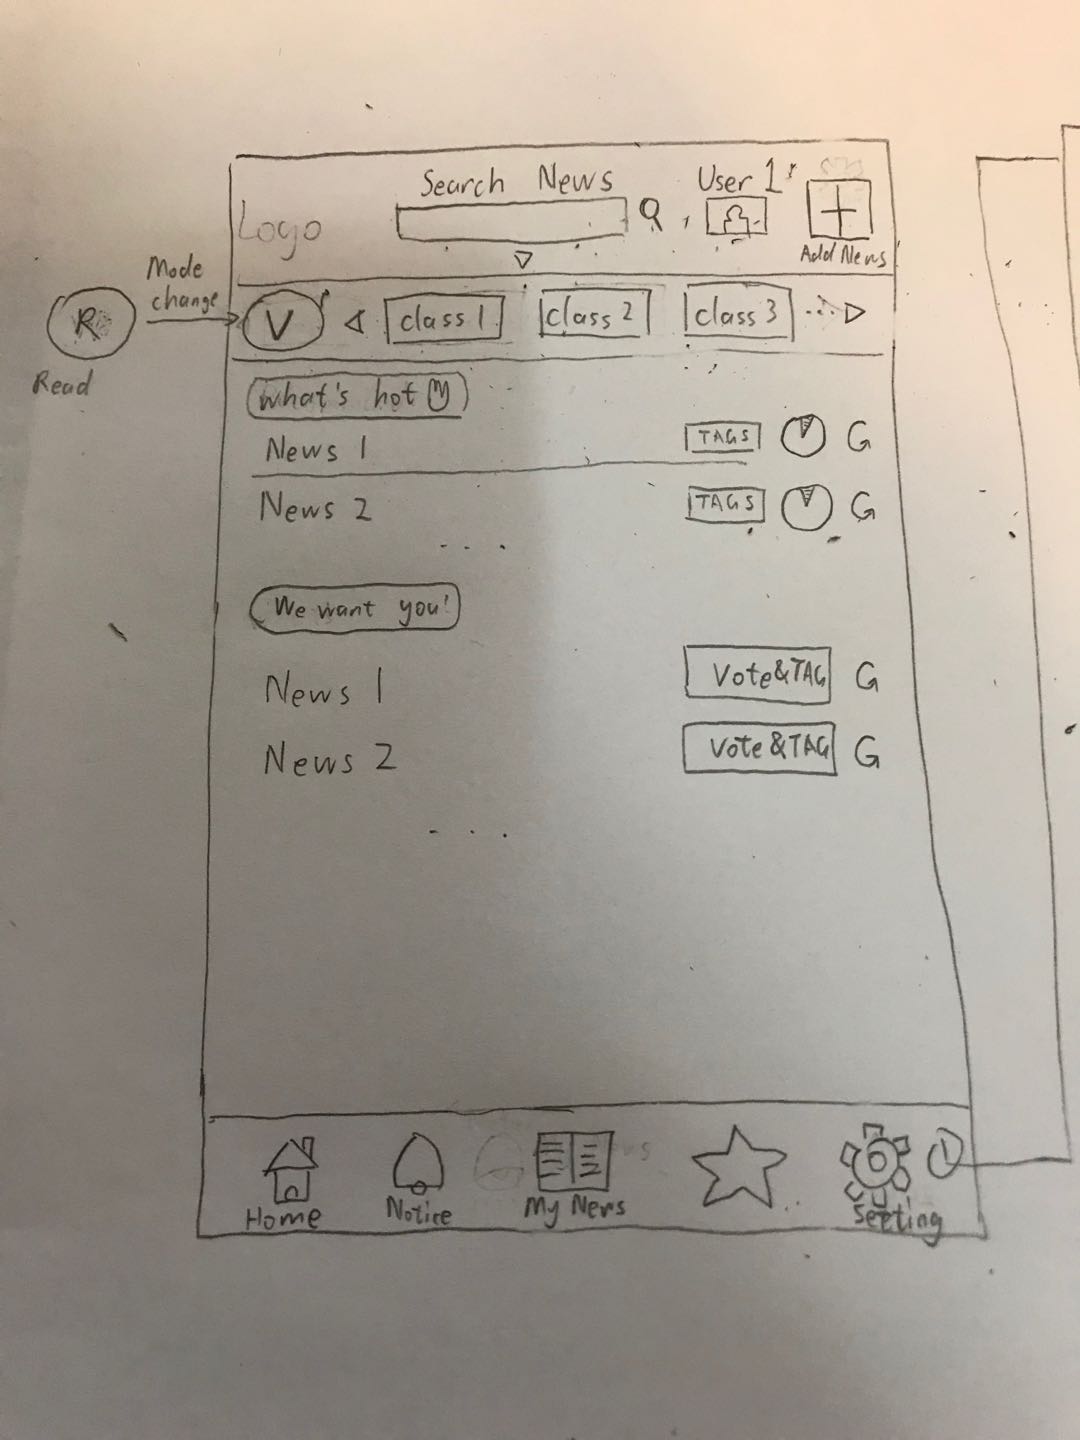 Search News
User 1
Logo
Add News
Mode change
R
Read
V
class 1
class 2
class 3
...
What's hot
News 1
TAGS
G
News 2
TAGS
G
...
We want you!
News 1
Vote&TAG
G
News 2
Vote&TAG
G
...
Home
Notice
My News
Setting
1